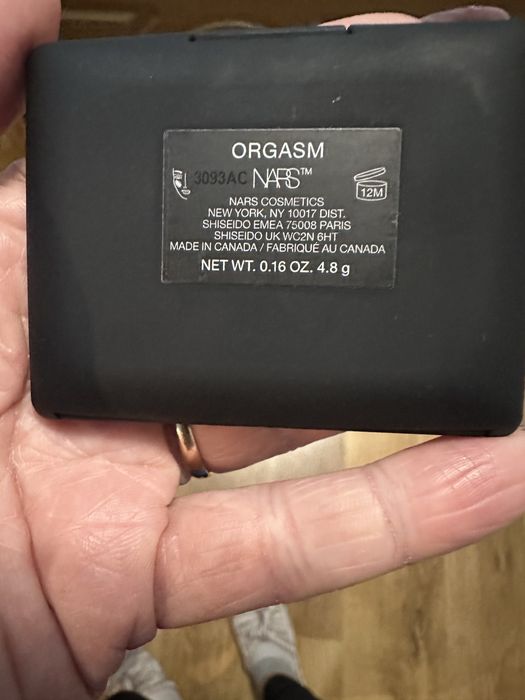 ORGASM
3093AC NARS™
12M
NARS COSMETICS
NEW YORK, NY 10017 DIST.
SHISEIDO EMEA 75008 PARIS
SHISEIDO UK WC2N 6HT
MADE IN CANADA / FABRIQUÉ AU CANADA
NET WT. 0.16 OZ. 4.8 g